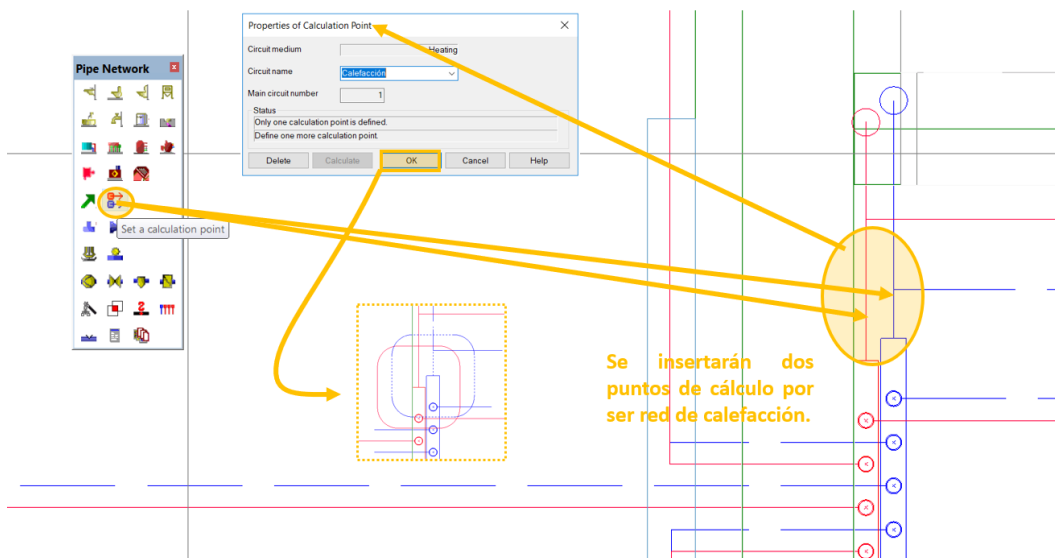 Properties of Calculation Point
Circuit medium
Heating
Circuit name
Calefacción
Main circuit number
1
Status
Only one calculation point is defined.
Define one more calculation point.
Delete
Calculate
OK
Cancel
Help
Pipe Network
Set a calculation point
Se insertarán dos
puntos de cálculo por
ser red de calefacción.